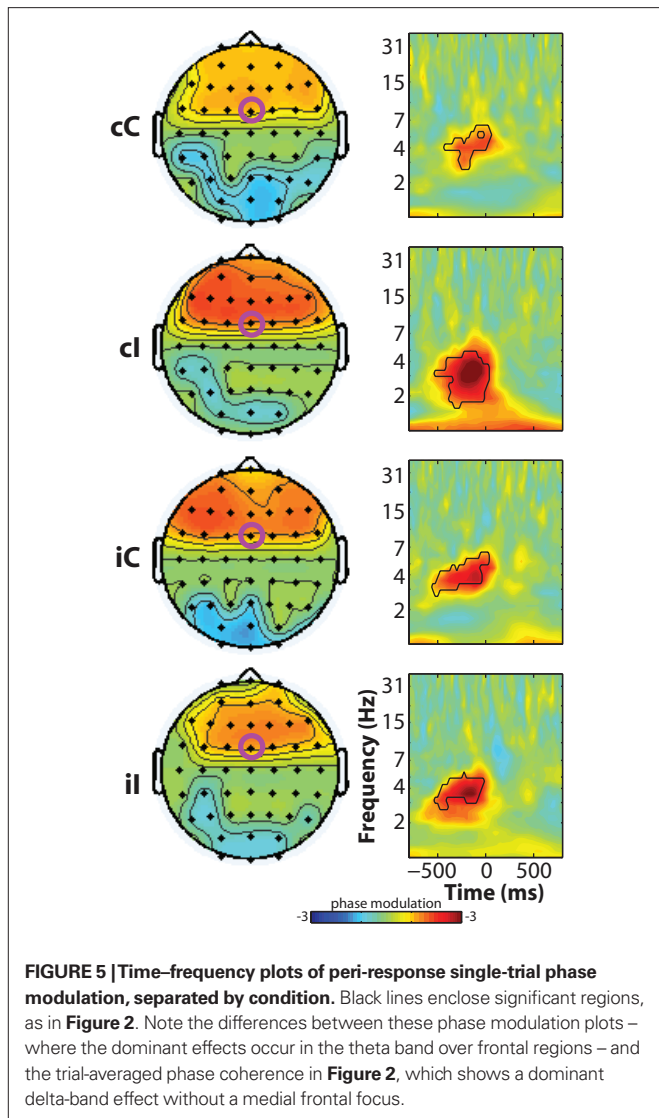 cC
31
15
7
4
2
cI
31
15
7
4
2
iC
31
15
7
4
2
iI
31
15
7
4
2
Frequency (Hz)
−500 0 500
Time (ms)
phase modulation
-3 -3
FIGURE 5 | Time–frequency plots of peri-response single-trial phase
modulation, separated by condition. Black lines enclose significant regions,
as in Figure 2. Note the differences between these phase modulation plots –
where the dominant effects occur in the theta band over frontal regions – and
the trial-averaged phase coherence in Figure 2, which shows a dominant
delta-band effect without a medial frontal focus.